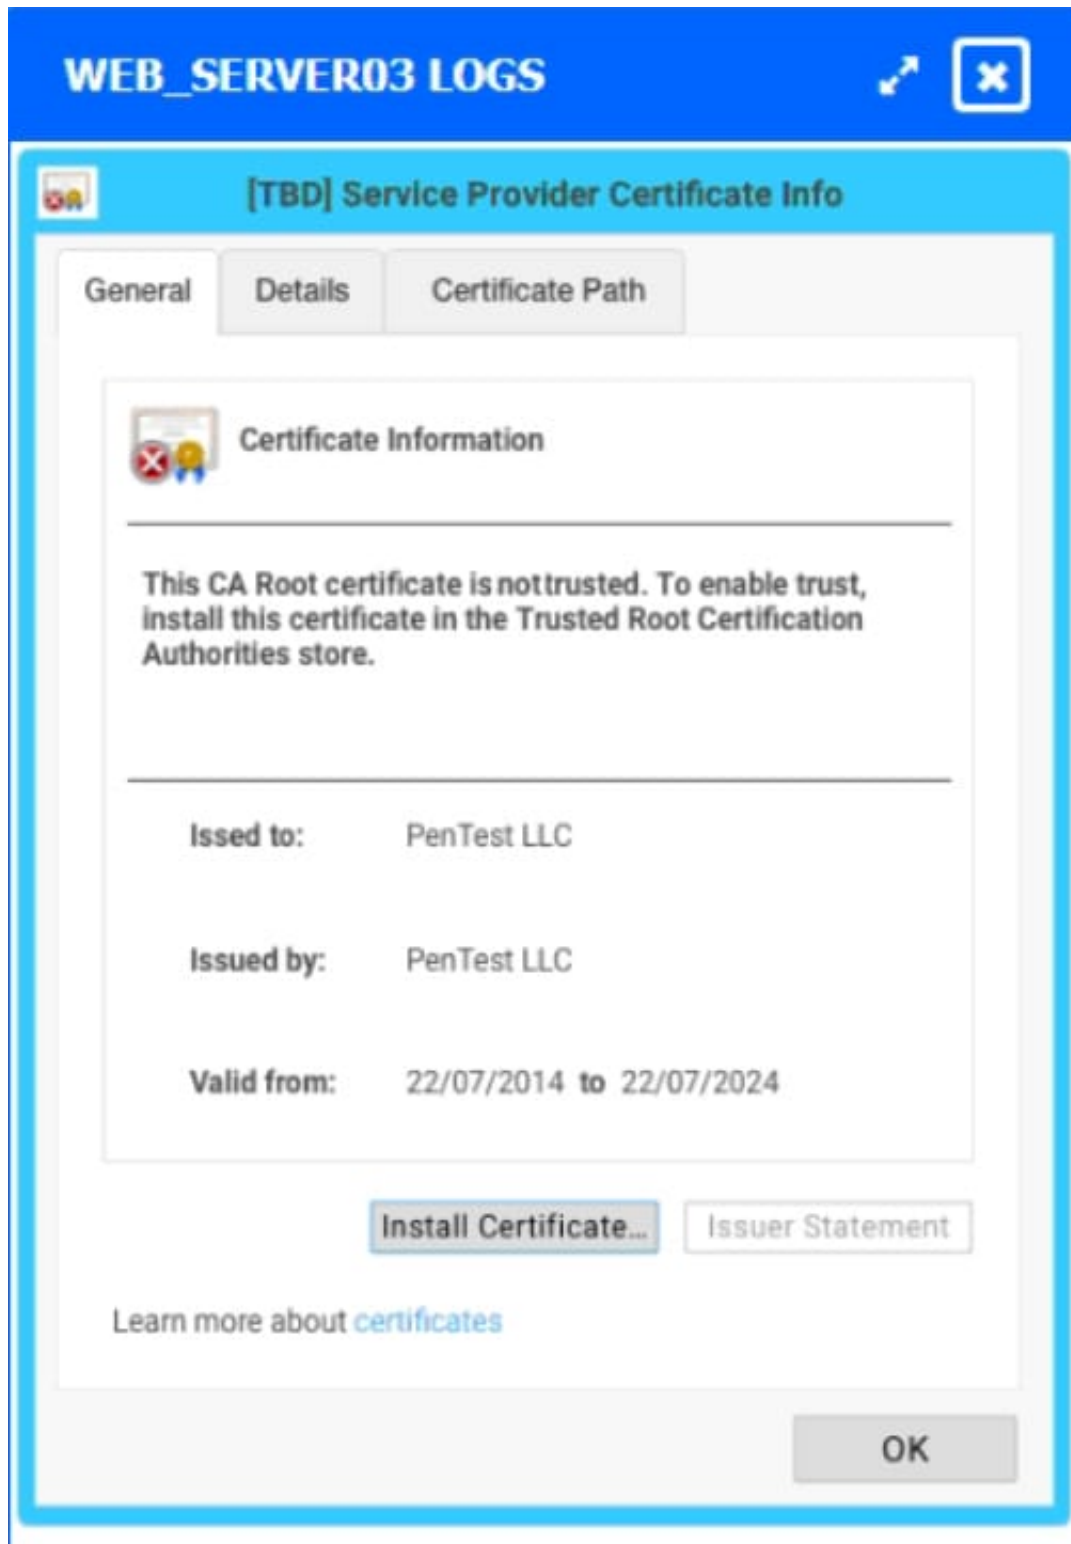 WEB_SERVER03 LOGS
[TBD] Service Provider Certificate Info
General Details Certificate Path
Certificate Information
This CA Root certificate is not trusted. To enable trust,
install this certificate in the Trusted Root Certification
Authorities store.
Issed to: PenTest LLC
Issued by: PenTest LLC
Valid from: 22/07/2014 to 22/07/2024
Install Certificate... Issuer Statement
Learn more about certificates
OK